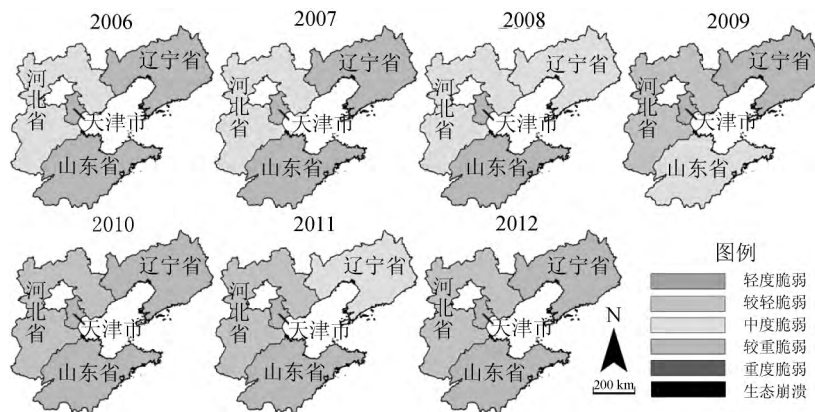 2006 2007 2008 2009
河北省 辽宁省 天津市 山东省
河北省 辽宁省 天津市 山东省
河北省 辽宁省 天津市 山东省
河北省 辽宁省 天津市 山东省
2010 2011 2012
河北省 辽宁省 天津市 山东省
河北省 辽宁省 天津市 山东省
河北省 辽宁省 天津市 山东省
N
200 km
图例
轻度脆弱
较轻脆弱
中度脆弱
较重脆弱
重度脆弱
生态崩溃